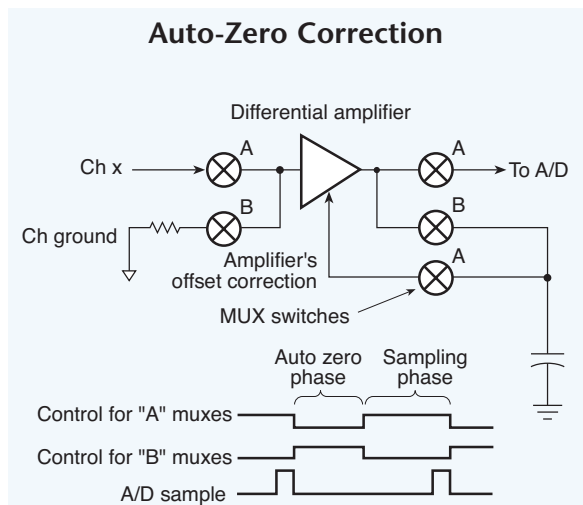 Auto-Zero Correction
Differential amplifier
A
A
Ch x
To A/D
B
B
Ch ground
Amplifier's
offset correction
A
MUX switches
Auto zero
phase
Sampling
phase
Control for "A" muxes
Control for "B" muxes
A/D sample